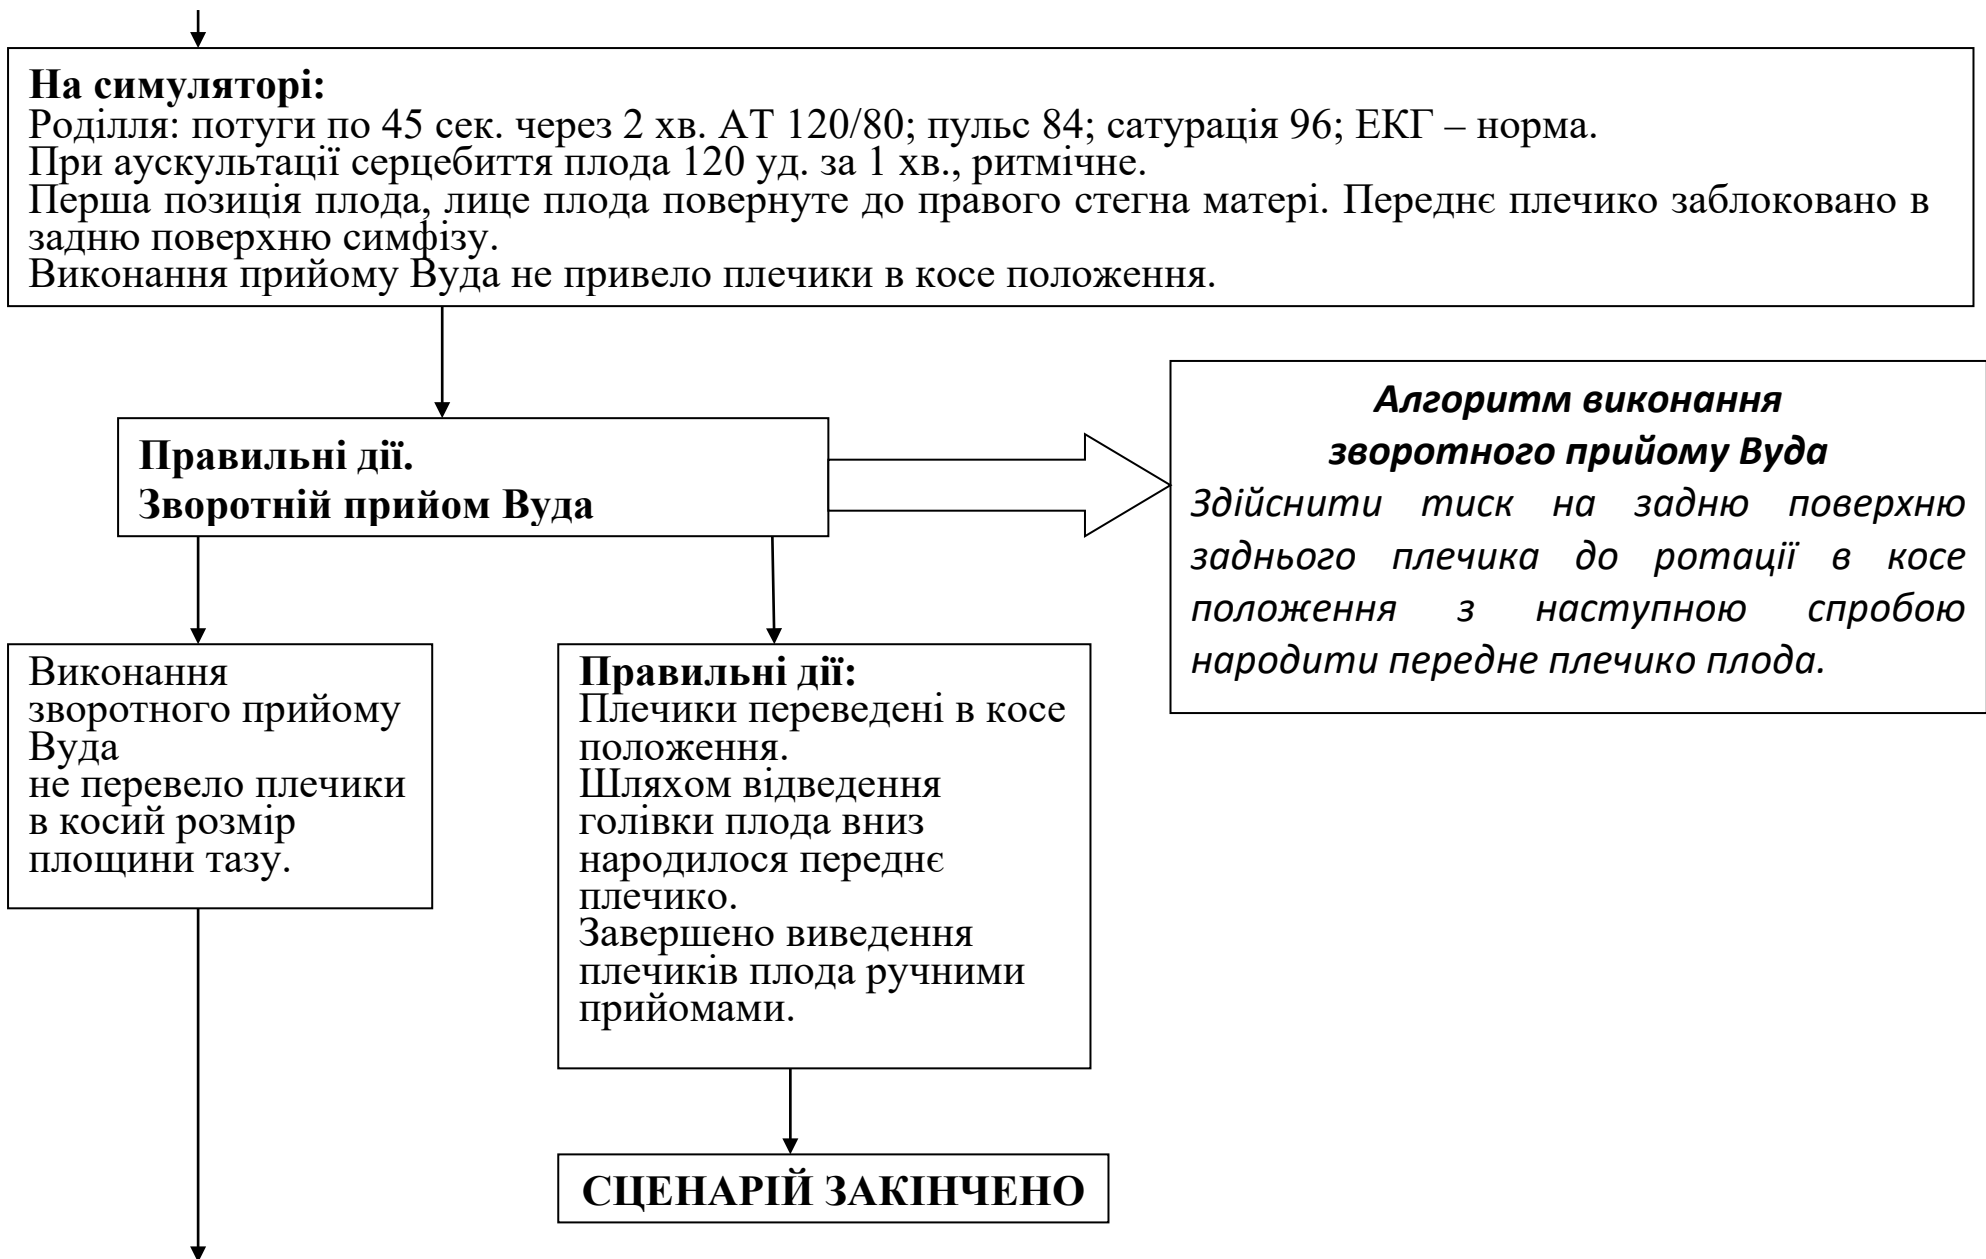 На симуляторі:
Роділля: потуги по 45 сек. через 2 хв. АТ 120/80; пульс 84; сатурація 96; ЕКГ – норма.
При аускультації серцебиття плода 120 уд. за 1 хв., ритмічне.
Перша позиція плода, лице плода повернуте до правого стегна матері. Переднє плечико заблоковано в
задню поверхню симфізу.
Виконання прийому Вуда не привело плечики в косе положення.
Правильні дії.
Зворотній прийом Вуда
Алгоритм виконання
зворотного прийому Вуда
Здійснити тиск на задню поверхню
заднього плечика до ротації в косе
положення з наступною спробою
народити передне плечико плода.
Виконання
зворотного прийому
Вуда
не перевело плечики
в косий розмір
площини тазу.
Правильні дії:
Плечики переведені в косе
положення.
Шляхом відведення
голівки плода вниз
народилося переднє
плечико.
Завершено виведення
плечиків плода ручними
прийомами.
СЦЕНАРІЙ ЗАКІНЧЕНО